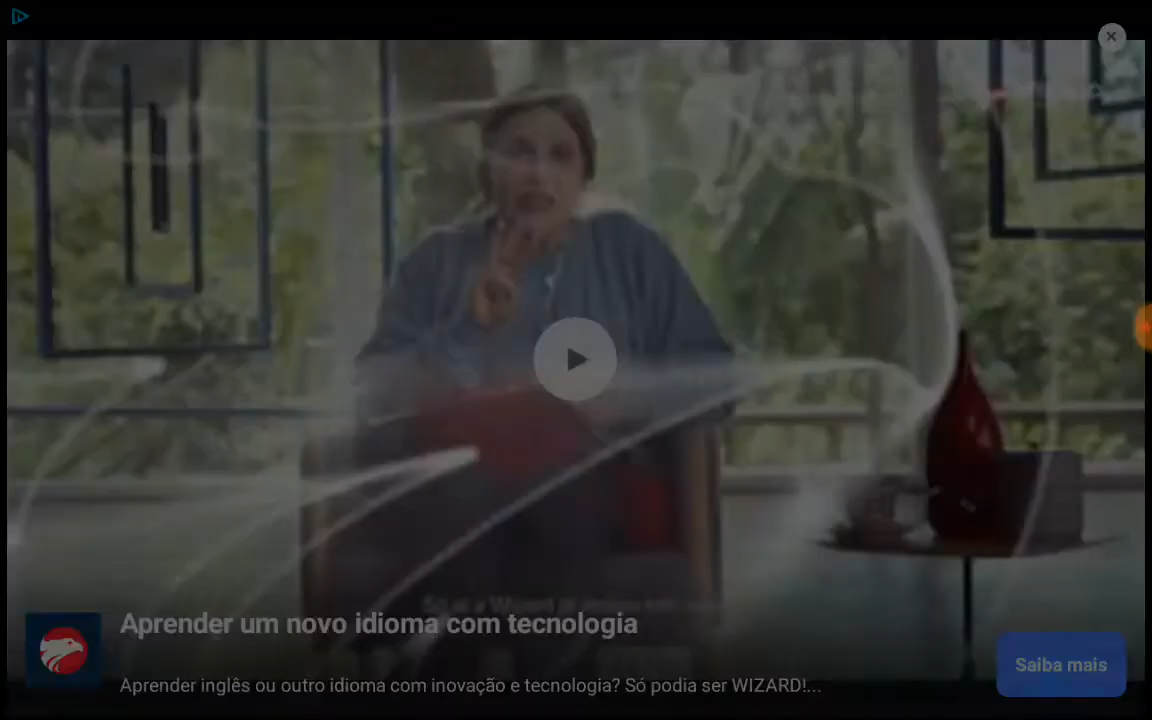 Aprender um novo idioma com tecnologia
Aprender inglês ou outro idioma com inovação e tecnologia? Só podia ser WIZARD!...
Saiba mais